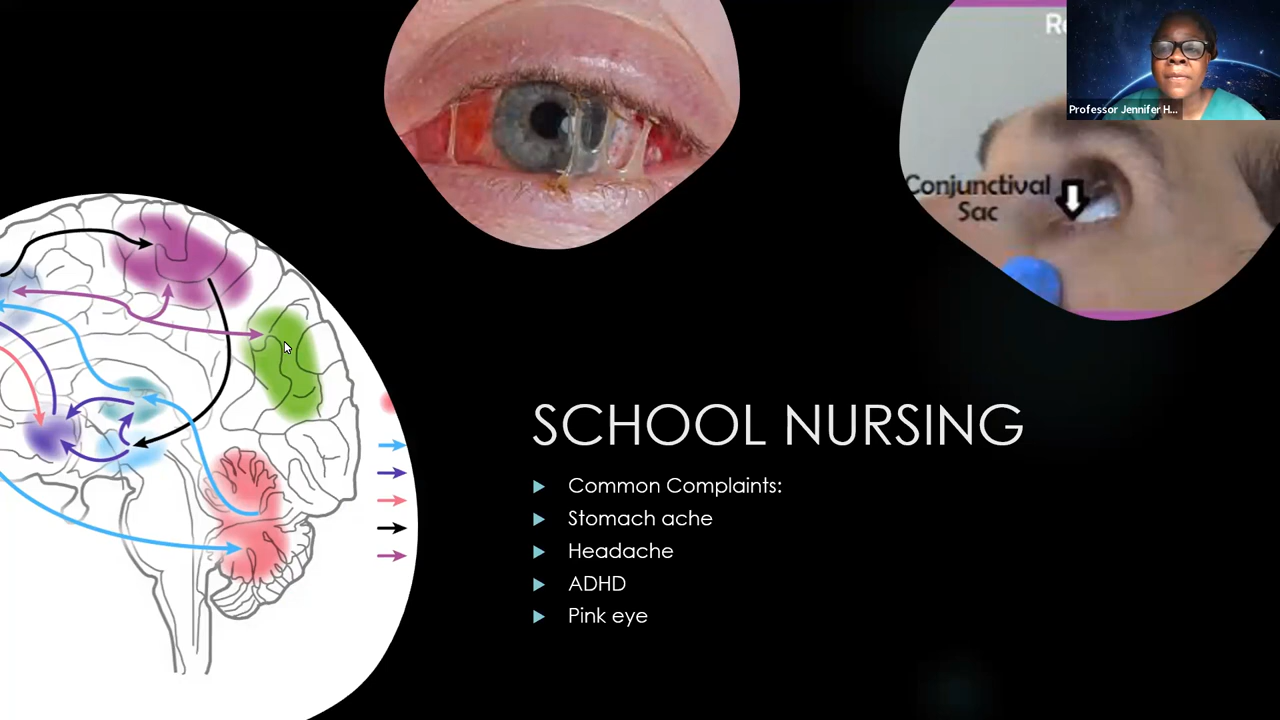 Professor Jennifer H...
Conjunctival
Sac
SCHOOL NURSING
Common Complaints:
Stomach ache
Headache
ADHD
Pink eye